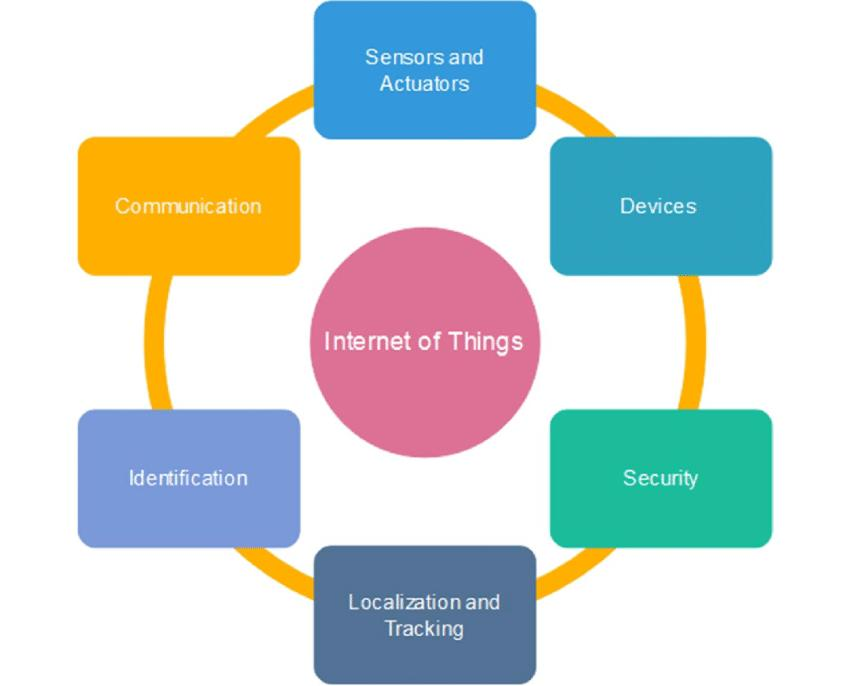 Sensors and
Actuators
Communication
Devices
Internet of Things
Identification
Security
Localization and
Tracking